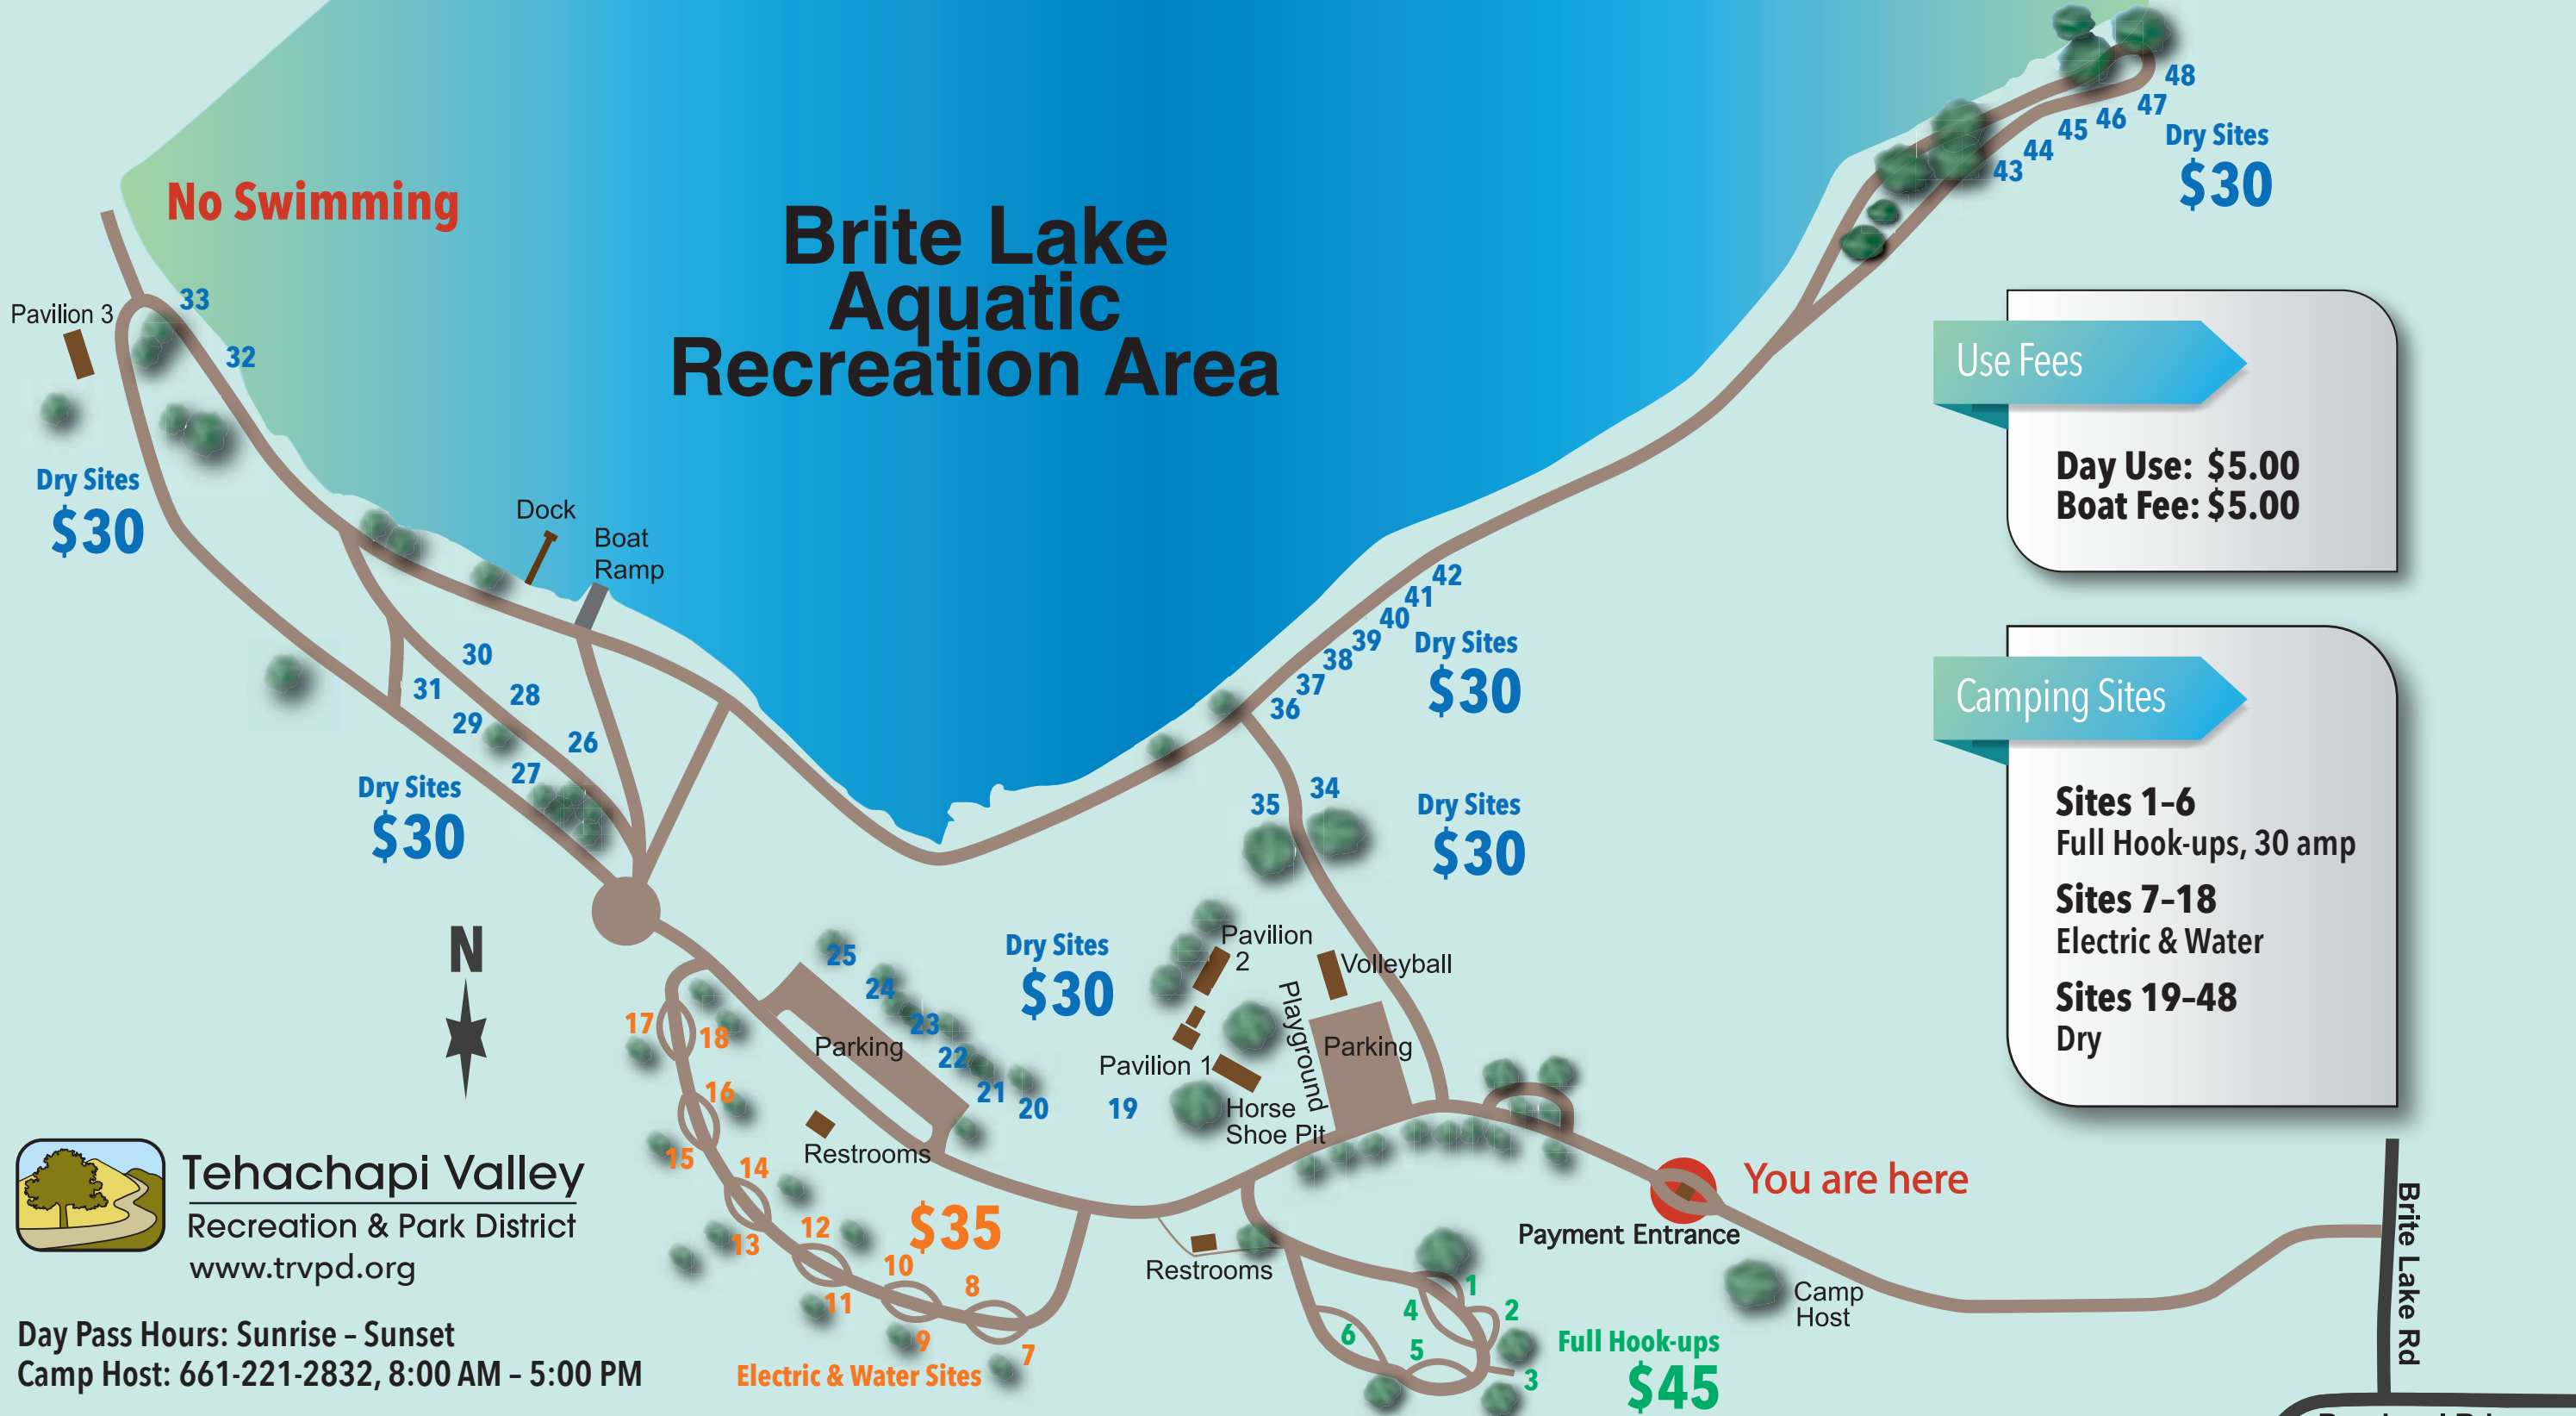 Brite Lake
Aquatic
Recreation Area
No Swimming
Pavilion 3
33
32
Dry Sites
$30
Dock
Boat
Ramp
30
31
28
29
26
27
Dry Sites
$30
48
47
46
45
44
43
Dry Sites
$30
42
41
40
39
38
37
36
Dry Sites
$30
34
35
Dry Sites
$30
Use Fees
Day Use: $5.00
Boat Fee: $5.00
Camping Sites
Sites 1–6
Full Hook-ups, 30 amp
Sites 7–18
Electric & Water
Sites 19–48
Dry
N
25
24
23
22
21
20
19
Dry Sites
$30
Pavilion
2
Volleyball
Playground
Parking
Pavilion 1
Horse
Shoe Pit
Parking
Restrooms
17
18
16
15
14
13
12
11
10
9
8
7
$35
Electric & Water Sites
Restrooms
1
2
3
4
5
6
Full Hook-ups
$45
You are here
Payment Entrance
Camp
Host
Brite Lake Rd
Tehachapi Valley
Recreation & Park District
www.trvpd.org
Day Pass Hours: Sunrise – Sunset
Camp Host: 661-221-2832, 8:00 AM – 5:00 PM